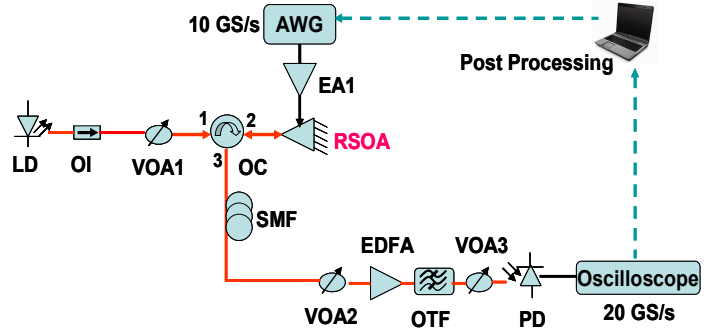 10 GS/s
AWG
Post Processing
EA1
1
2
RSOA
LD
OI
VOA1
3
OC
SMF
EDFA
VOA3
VOA2
OTF
PD
Oscilloscope
20 GS/s